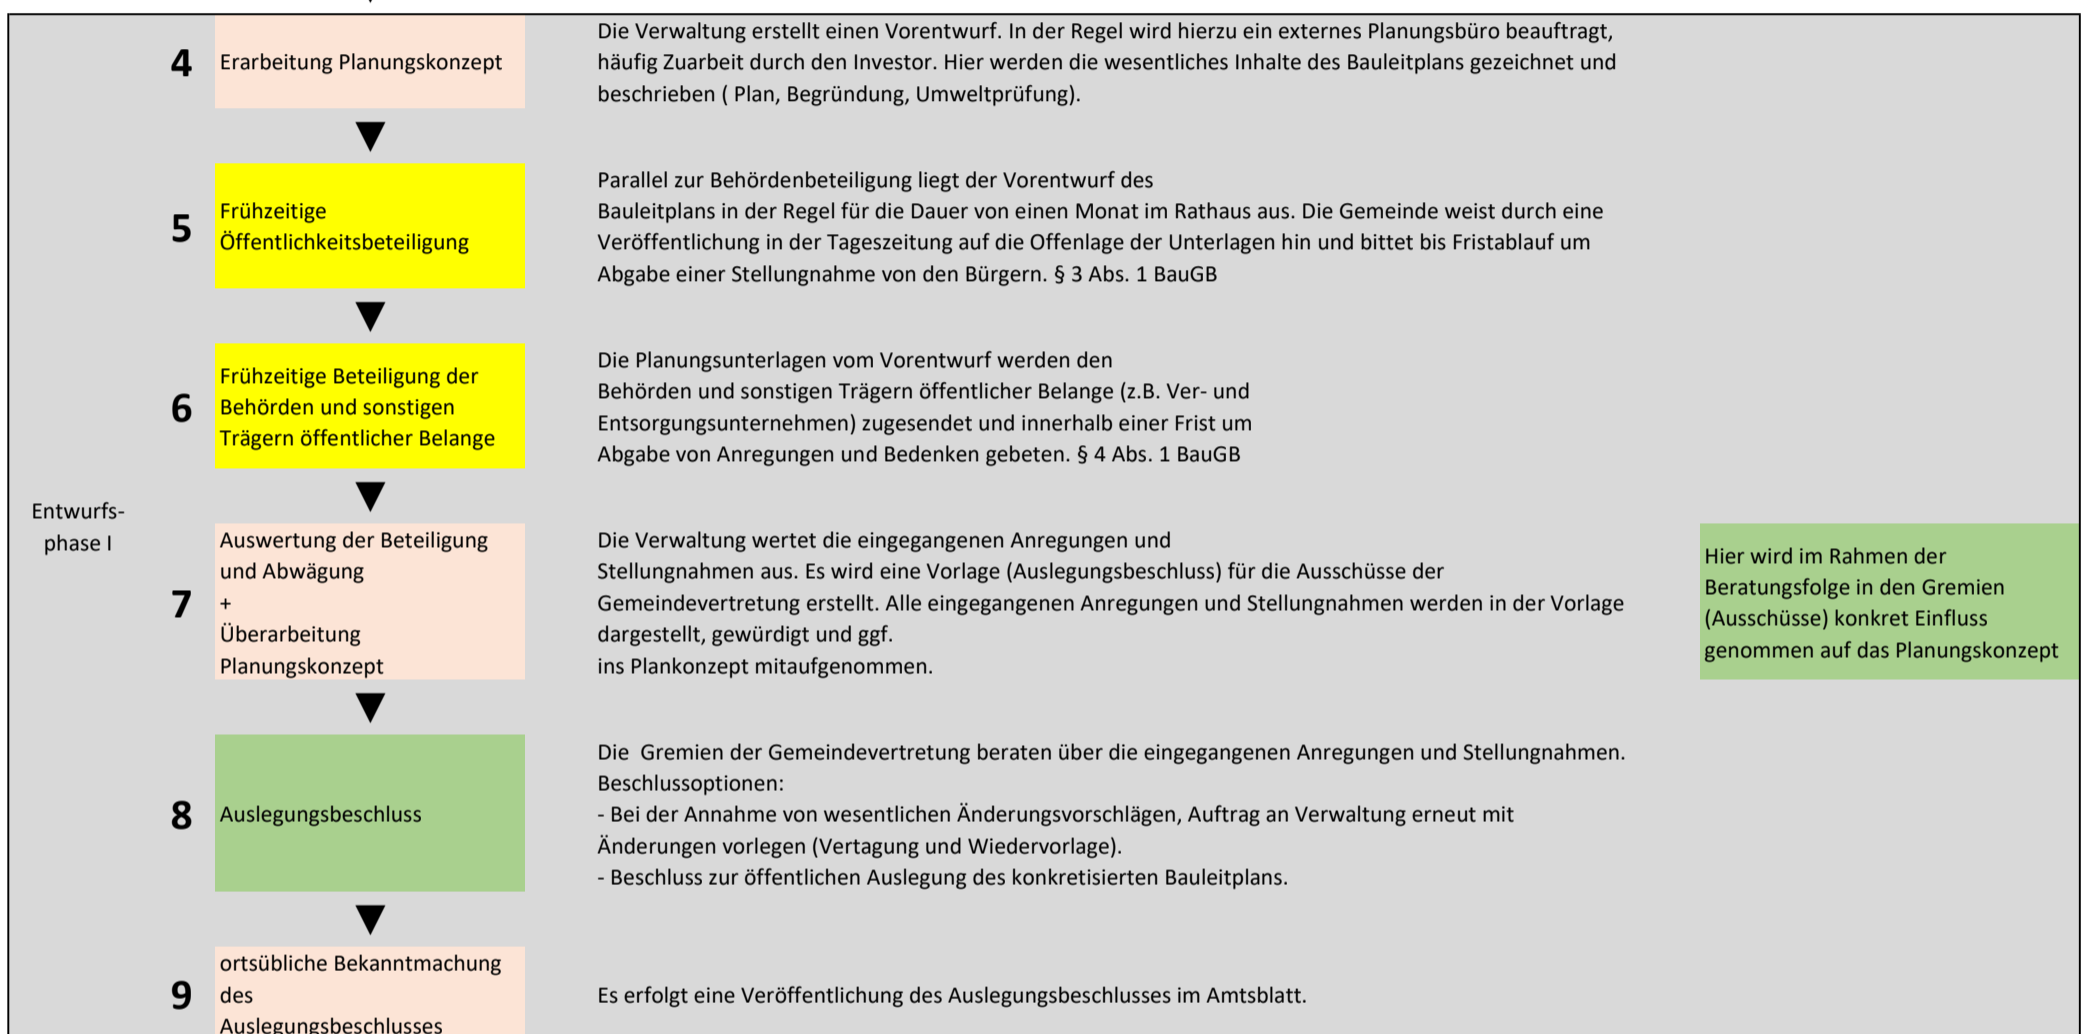 4
Erarbeitung Planungskonzept
Die Verwaltung erstellt einen Vorentwurf. In der Regel wird hierzu ein externes Planungsbüro beauftragt,
häufig Zuarbeit durch den Investor. Hier werden die wesentliches Inhalte des Bauleitplans gezeichnet und
beschrieben ( Plan, Begründung, Umweltprüfung).
5
Frühzeitige
Öffentlichkeitsbeteiligung
Parallel zur Behördenbeteiligung liegt der Vorentwurf des
Bauleitplans in der Regel für die Dauer von einen Monat im Rathaus aus. Die Gemeinde weist durch eine
Veröffentlichung in der Tageszeitung auf die Offenlage der Unterlagen hin und bittet bis Fristablauf um
Abgabe einer Stellungnahme von den Bürgern. § 3 Abs. 1 BauGB
6
Frühzeitige Beteiligung der
Behörden und sonstigen
Trägern öffentlicher Belange
Die Planungsunterlagen vom Vorentwurf werden den
Behörden und sonstigen Trägern öffentlicher Belange (z.B. Ver- und
Entsorgungsunternehmen) zugesendet und innerhalb einer Frist um
Abgabe von Anregungen und Bedenken gebeten. § 4 Abs. 1 BauGB
Entwurfs-
phase I
7
Auswertung der Beteiligung
und Abwägung
+
Überarbeitung
Planungskonzept
Die Verwaltung wertet die eingegangenen Anregungen und
Stellungnahmen aus. Es wird eine Vorlage (Auslegungsbeschluss) für die Ausschüsse der
Gemeindevertretung erstellt. Alle eingegangenen Anregungen und Stellungnahmen werden in der Vorlage
dargestellt, gewürdigt und ggf.
ins Plankonzept mitaufgenommen.
Hier wird im Rahmen der
Beratungsfolge in den Gremien
(Ausschüsse) konkret Einfluss
genommen auf das Planungskonzept
8
Auslegungsbeschluss
Die  Gremien der Gemeindevertretung beraten über die eingegangenen Anregungen und Stellungnahmen.
Beschlussoptionen:
- Bei der Annahme von wesentlichen Änderungsvorschlägen, Auftrag an Verwaltung erneut mit
Änderungen vorlegen (Vertagung und Wiedervorlage).
- Beschluss zur öffentlichen Auslegung des konkretisierten Bauleitplans.
9
ortsübliche Bekanntmachung
des
Auslegungsbeschlusses
Es erfolgt eine Veröffentlichung des Auslegungsbeschlusses im Amtsblatt.